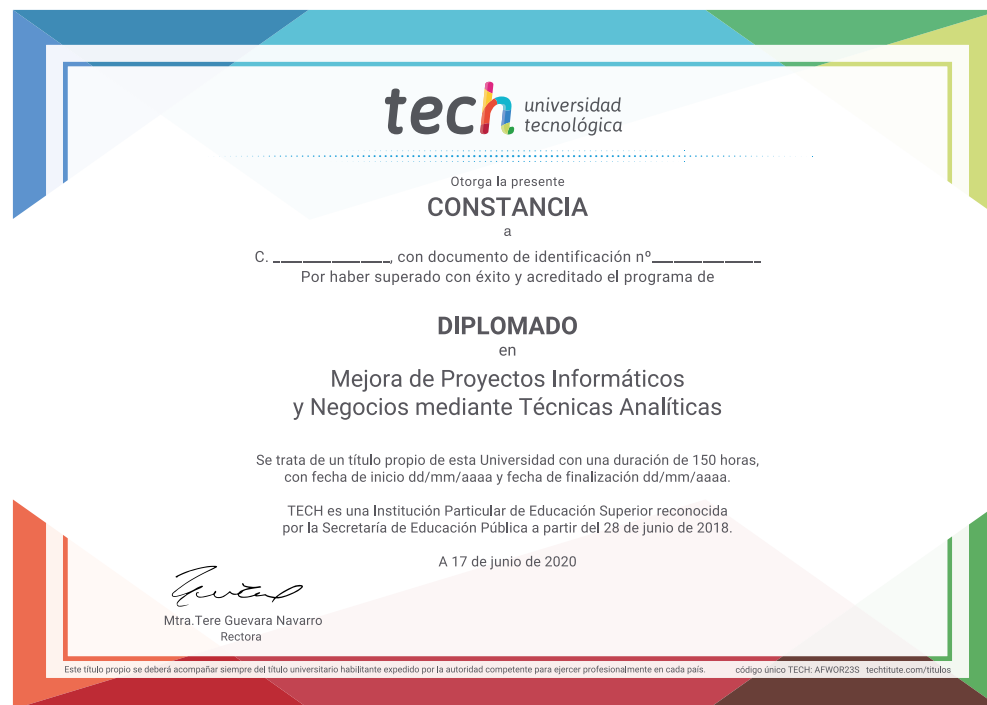 tech universidad
tecnológica
Otorga la presente
CONSTANCIA
a
C. _______________, con documento de identificación nº______________
Por haber superado con éxito y acreditado el programa de
DIPLOMADO
en
Mejora de Proyectos Informáticos
y Negocios mediante Técnicas Analíticas
Se trata de un título propio de esta Universidad con una duración de 150 horas,
con fecha de inicio dd/mm/aaaa y fecha de finalización dd/mm/aaaa.
TECH es una Institución Particular de Educación Superior reconocida
por la Secretaría de Educación Pública a partir del 28 de junio de 2018.
A 17 de junio de 2020
Mtra.Tere Guevara Navarro
Rectora
Este título propio se deberá acompañar siempre del título universitario habilitante expedido por la autoridad competente para ejercer profesionalmente en cada país. código único TECH: AFWOR23S techtitute.com/titulos